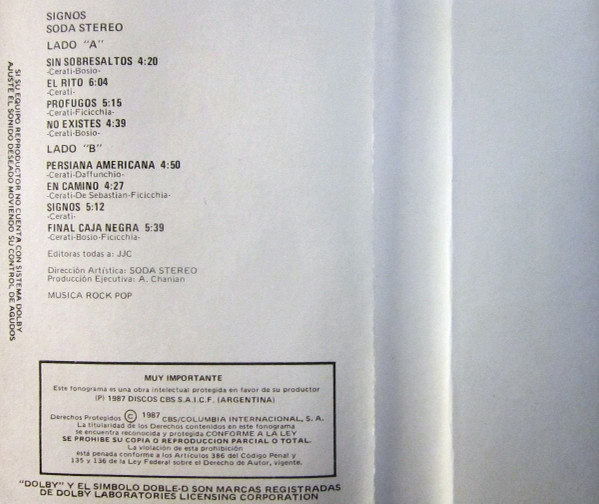 SIGNOS
SODA STEREO
LADO "A"
SIN SOBRESALTOS 4:20
-Cerati-Bosio-
EL RITO 6:04
-Cerati-
PROFUGOS 5:15
-Cerati-Ficicchia-
NO EXISTES 4:39
-Cerati-Bosio-
LADO "B"
PERSIANA AMERICANA 4:50
-Cerati-Daffunchio-
EN CAMINO 4:27
-Cerati-De Sebastian-Ficicchia-
SIGNOS 5:12
-Cerati-
FINAL CAJA NEGRA 5:39
-Cerati-Bosio-Ficicchia-
Editoras todas a: JJC
Dirección Artística: SODA STEREO
Producción Ejecutiva: A. Chanian
MUSICA ROCK POP
SI SU EQUIPO REPRODUCTOR NO CUENTA CON SISTEMA DOLBY
AJUSTE EL SONIDO DESEADO MOVIENDO SU CONTROL DE AGUDOS
MUY IMPORTANTE
Este fonograma es una obra intelectual protegida en favor de su productor
(P) 1987 DISCOS CBS S.A.I.C.F. (ARGENTINA)
Derechos Protegidos © 1987 CBS/COLUMBIA INTERNACIONAL, S. A.
La titularidad de los Derechos contenidos en este fonograma
se encuentra reconocida y protegida CONFORME A LA LEY
SE PROHIBE SU COPIA O REPRODUCCION PARCIAL O TOTAL.
La violación de esta prohibición
está penada conforme a los Artículos 386 del Código Penal y
135 y 136 de la Ley Federal sobre el Derecho de Autor, vigente.
"DOLBY" Y EL SIMBOLO DOBLE-D SON MARCAS REGISTRADAS
DE DOLBY LABORATORIES LICENSING CORPORATION